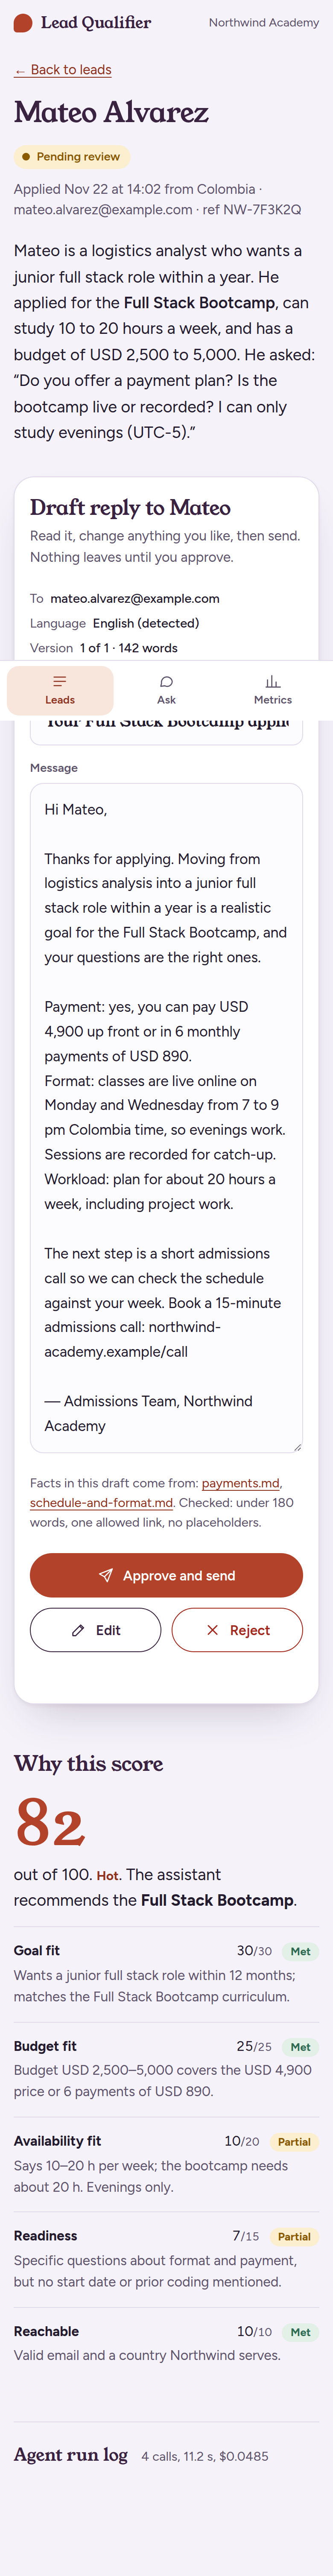 Lead Qualifier
Northwind Academy
← Back to leads
Mateo Alvarez
Pending review
Applied Nov 22 at 14:02 from Colombia ·
mateo.alvarez@example.com · ref NW-7F3K2Q
Mateo is a logistics analyst who wants a
junior full stack role within a year. He
applied for the Full Stack Bootcamp, can
study 10 to 20 hours a week, and has a
budget of USD 2,500 to 5,000. He asked:
“Do you offer a payment plan? Is the
bootcamp live or recorded? I can only
study evenings (UTC-5).”
Draft reply to Mateo
Read it, change anything you like, then send.
Nothing leaves until you approve.
To mateo.alvarez@example.com
Language English (detected)
Version 1 of 1 · 142 words
Leads
Ask
Metrics
Your Full Stack Bootcamp
Message
Hi Mateo,
Thanks for applying. Moving from
logistics analysis into a junior full
stack role within a year is a realistic
goal for the Full Stack Bootcamp, and
your questions are the right ones.
Payment: yes, you can pay USD
4,900 up front or in 6 monthly
payments of USD 890.
Format: classes are live online on
Monday and Wednesday from 7 to 9
pm Colombia time, so evenings work.
Sessions are recorded for catch-up.
Workload: plan for about 20 hours a
week, including project work.
The next step is a short admissions
call so we can check the schedule
against your week. Book a 15-minute
admissions call: northwind-
academy.example/call
— Admissions Team, Northwind
Academy
Facts in this draft come from: payments.md,
schedule-and-format.md. Checked: under 180
words, one allowed link, no placeholders.
Approve and send
Edit
Reject
Why this score
82
out of 100. Hot. The assistant
recommends the Full Stack Bootcamp.
Goal fit 30/30 Met
Wants a junior full stack role within 12 months;
matches the Full Stack Bootcamp curriculum.
Budget fit 25/25 Met
Budget USD 2,500–5,000 covers the USD 4,900
price or 6 payments of USD 890.
Availability fit 10/20 Partial
Says 10–20 h per week; the bootcamp needs
about 20 h. Evenings only.
Readiness 7/15 Partial
Specific questions about format and payment,
but no start date or prior coding mentioned.
Reachable 10/10 Met
Valid email and a country Northwind serves.
Agent run log 4 calls, 11.2 s, $0.0485